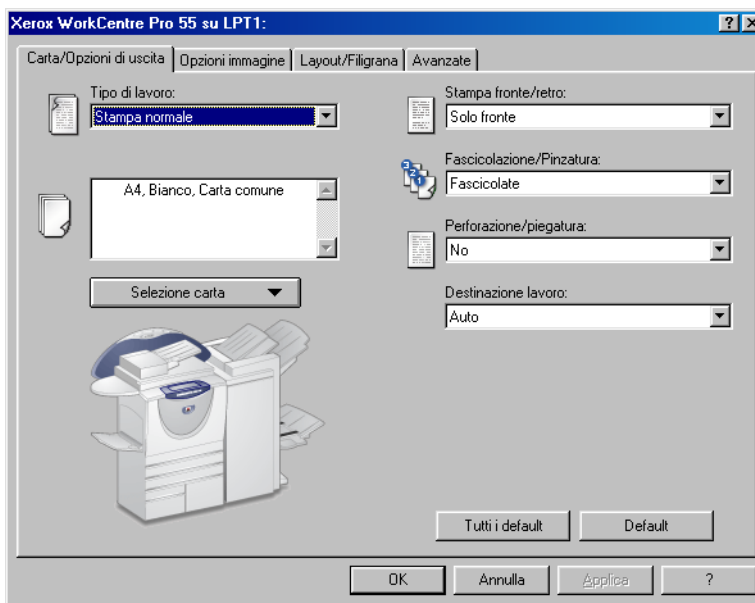 Xerox WorkCentre Pro 55 su LPT1:
Carta/Opzioni di uscita
Opzioni immagine
Layout/Filigrana
Avanzate
Tipo di lavoro:
Stampa normale
A4, Bianco, Carta comune
Selezione carta
Stampa fronte/retro:
Solo fronte
Fascicolazione/Pinzatura:
Fascicolate
Perforazione/piegatura:
No
Destinazione lavoro:
Auto
Tutti i default
Default
OK
Annulla
Applica
?